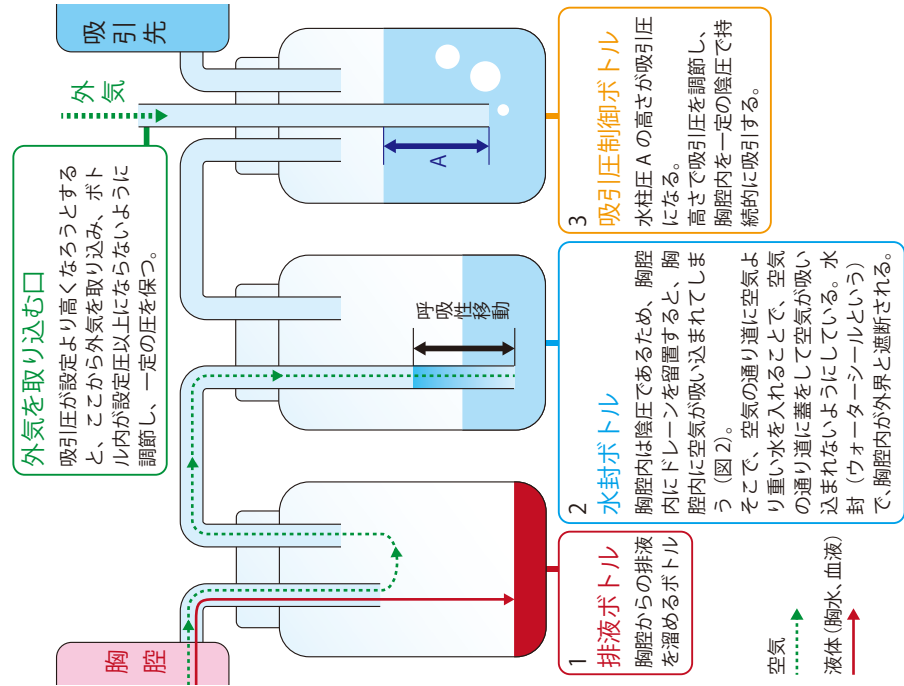 胸腔
外気を取り込む口
吸引圧が設定より高くなろうとする
と、ここから外気を取り込み、ボト
ル内が設定圧以上にならないように
調節し、一定の圧を保つ。
外気
吸引先
呼吸性移動
A
1
排液ボトル
胸腔からの排液
を溜めるボトル
2
水封ボトル
胸腔内は陰圧であるため、胸腔
内にドレーンを留置すると、胸
腔内に空気が吸い込まれてしま
う（図 2）。
そこで、空気の通り道に空気よ
り重い水を入れることで、空気
の通り道に蓋をして空気が吸い
込まれないようにしている。水
封（ウォーターシールという）
で、胸腔内が外界と遮断される。
3
吸引圧制御ボトル
水柱圧 A の高さが吸引圧
になる。
高さで吸引圧を調節し、
胸腔内を一定の陰圧で持
続的に吸引する。
空気
液体（胸水、血液）